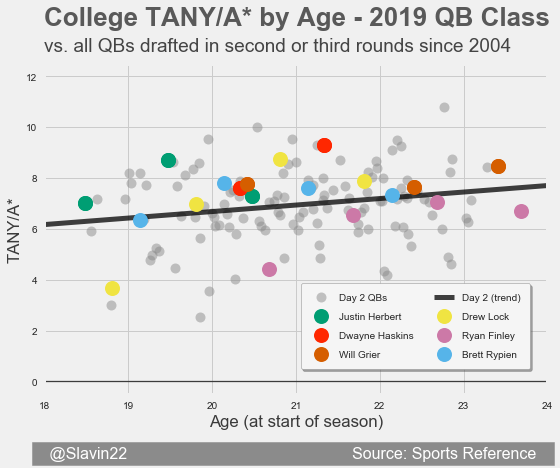 College TANY/A* by Age - 2019 QB Class
vs. all QBs drafted in second or third rounds since 2004
12
10
8
6
4
2
0
TANY/A*
Day 2 QBs
Day 2 (trend)
Justin Herbert
Drew Lock
Dwayne Haskins
Ryan Finley
Will Grier
Brett Rypien
18 19 20 21 22 23 24
Age (at start of season)
@Slavin22
Source: Sports Reference